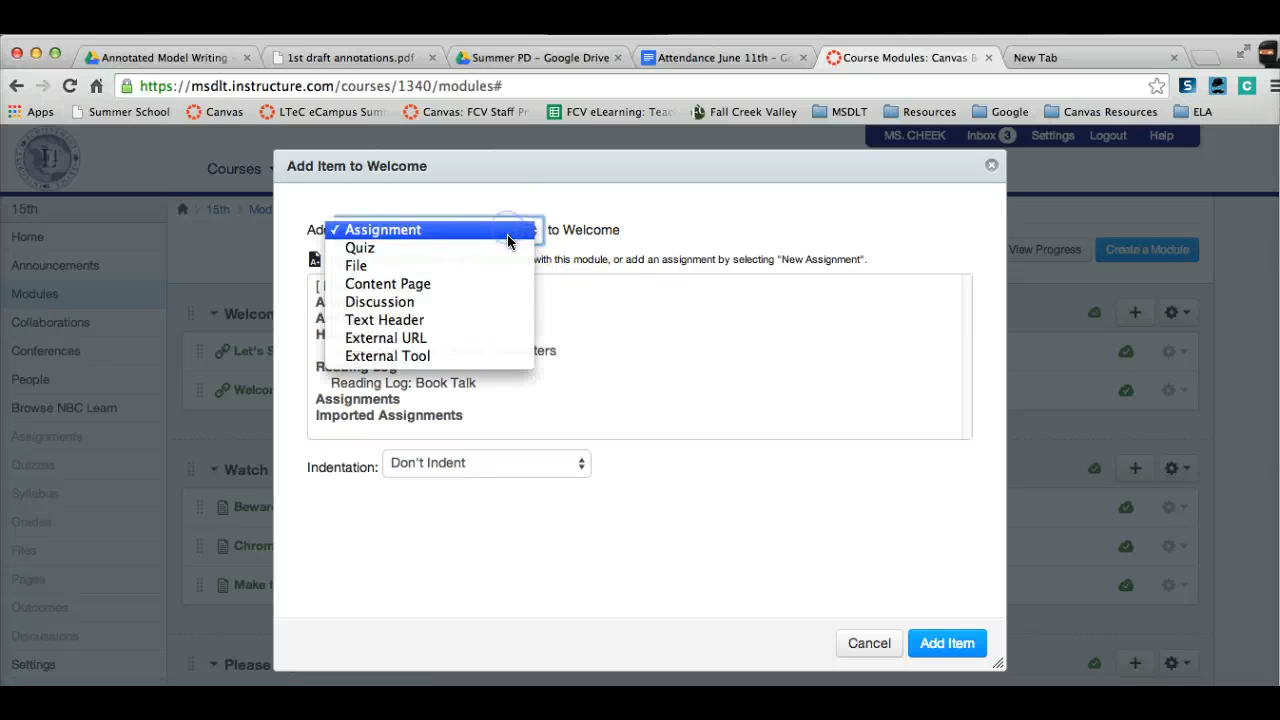 Annotated Model Writing
1st draft annotations.pdf
Summer PD – Google Drive
Attendance June 11th – Go
Course Modules: Canvas B
New Tab
https://msdlt.instructure.com/courses/1340/modules#
Apps
Summer School
Canvas
LTeC eCampus Summ
Canvas: FCV Staff Pr
FCV eLearning: Teac
Fall Creek Valley
MSDLT
Resources
Google
Canvas Resources
ELA
MS. CHEEK
Inbox 3
Settings
Logout
Help
Courses
15th
Mod
15th
Home
Announcements
Modules
Collaborations
Conferences
People
Browse NBC Learn
Assignments
Quizzes
Syllabus
Grades
Files
Pages
Outcomes
Discussions
Settings
View Progress
Create a Module
Welcom
Let's S
Welcom
Watch
Bewar
Chrom
Make t
Please
Add Item to Welcome
Add
to Welcome
✓ Assignment
Quiz
File
Content Page
Discussion
Text Header
External URL
External Tool
with this module, or add an assignment by selecting "New Assignment".
Reading Log
Reading Log: Book Talk
Assignments
Imported Assignments
Indentation:
Don't Indent
Cancel
Add Item